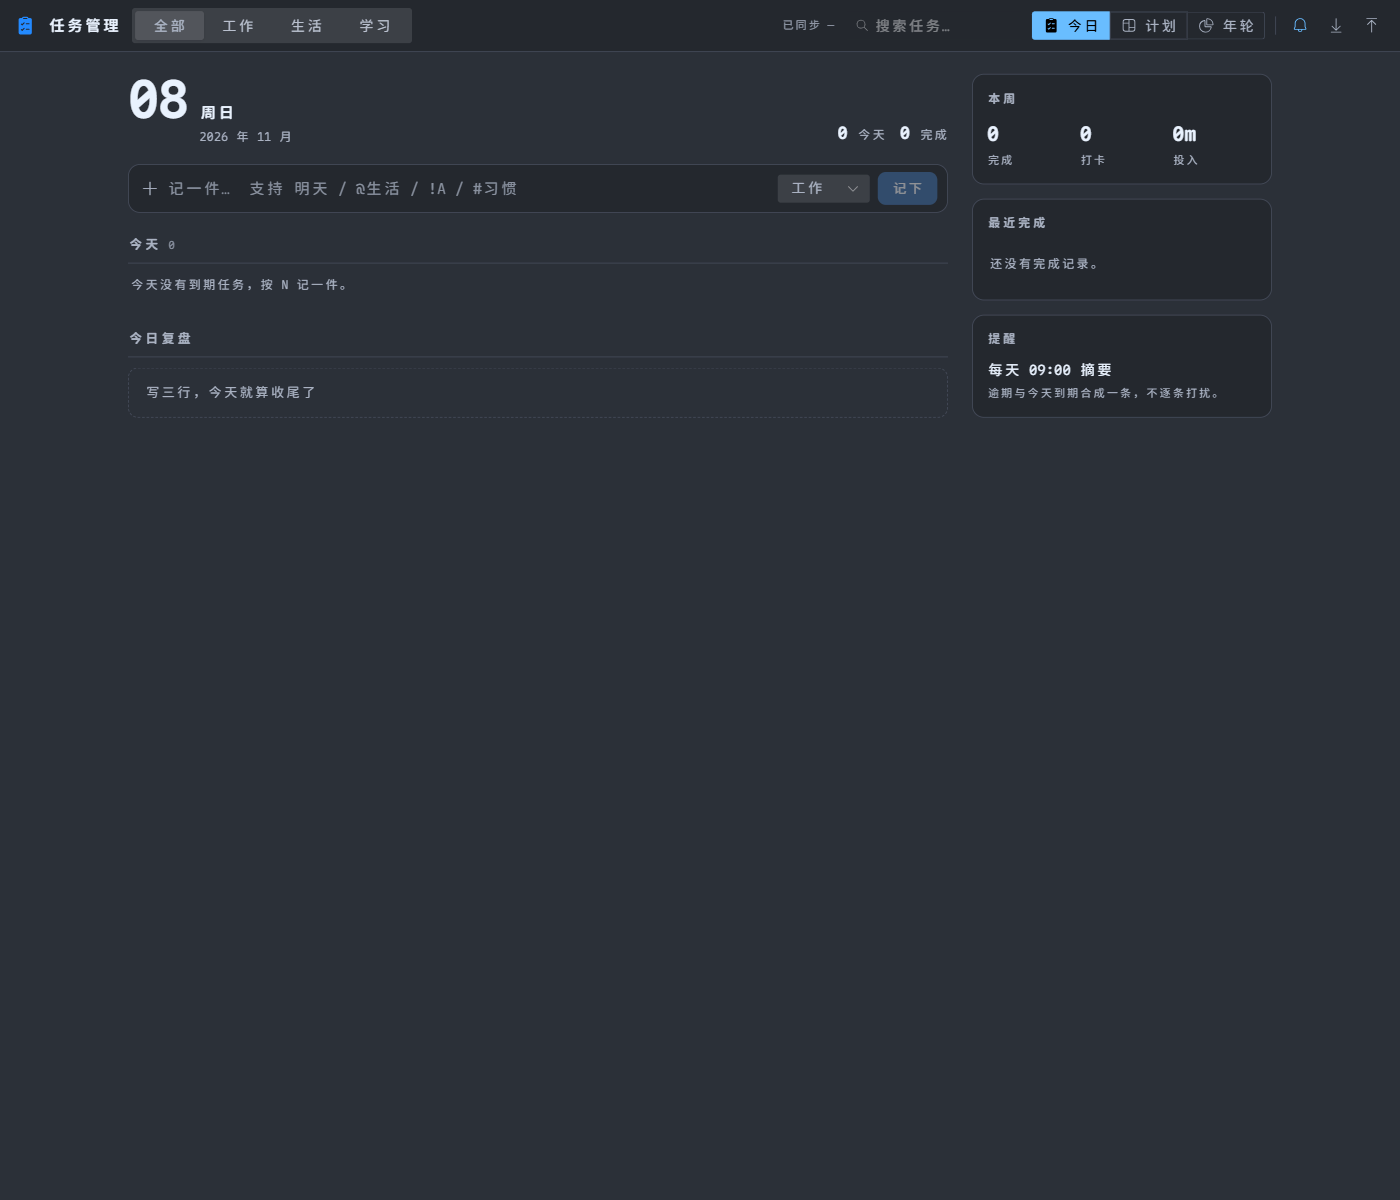 任务管理 全部 工作 生活 学习 已同步 — 搜索任务… 今日 计划 年轮
08 周日
2026 年 11 月
0 今天 0 完成
记一件… 支持 明天 / @生活 / !A / #习惯 工作 记下
今天 0
今天没有到期任务，按 N 记一件。
今日复盘
写三行，今天就算收尾了
本周
0 0 0m
完成 打卡 投入
最近完成
还没有完成记录。
提醒
每天 09:00 摘要
逾期与今天到期合成一条，不逐条打扰。